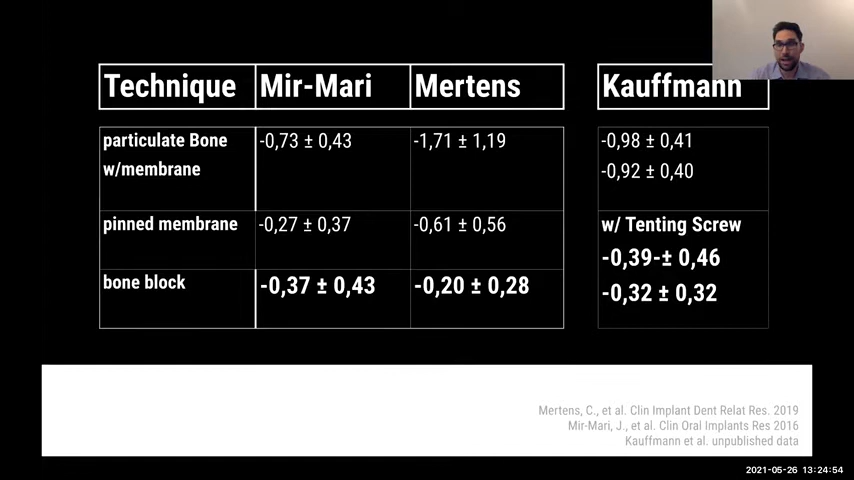 Technique Mir-Mari Mertens Kauffmann
particulate Bone -0,73 ± 0,43 -1,71 ± 1,19 -0,98 ± 0,41
w/membrane -0,92 ± 0,40
pinned membrane -0,27 ± 0,37 -0,61 ± 0,56 w/ Tenting Screw
-0,39-± 0,46
bone block -0,37 ± 0,43 -0,20 ± 0,28 -0,32 ± 0,32
Mertens, C., et al. Clin Implant Dent Relat Res. 2019
Mir-Mari, J., et al. Clin Oral Implants Res 2016
Kauffmann et al. unpublished data
2021-05-26 13:24:54